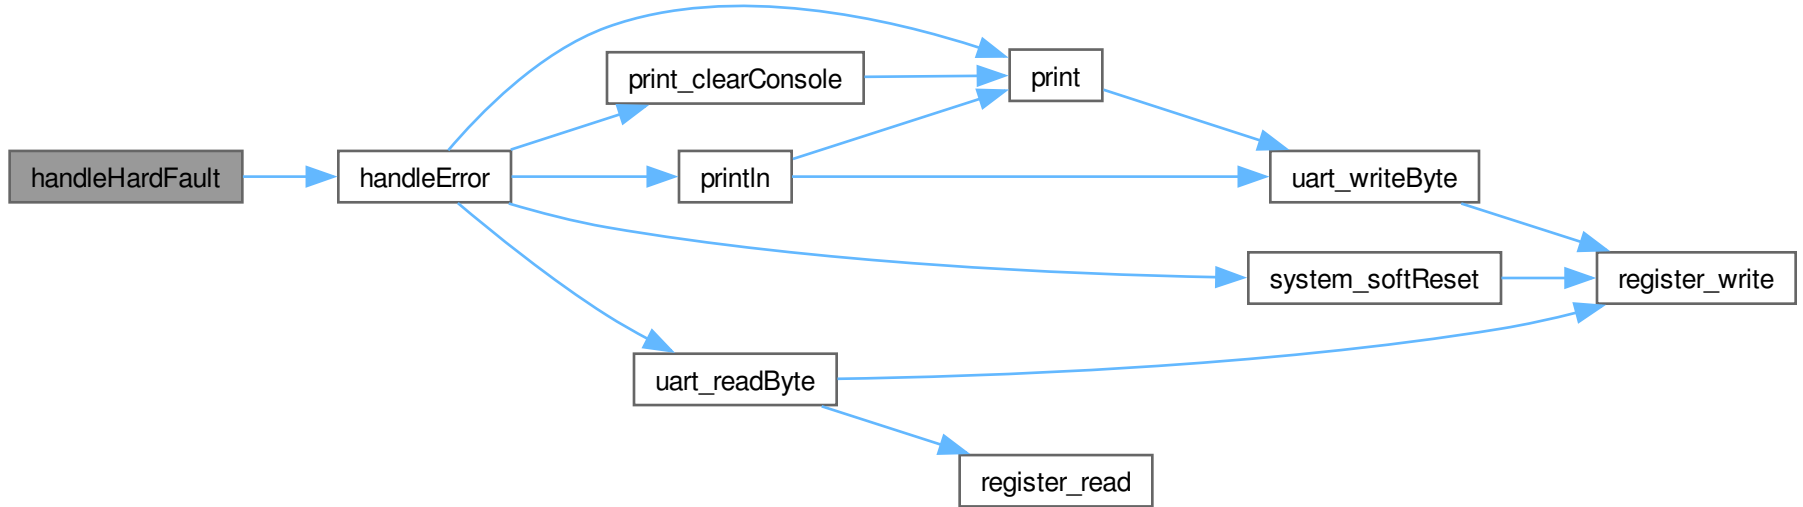 print
print_clearConsole
handleHardFault
handleError
println
uart_writeByte
system_softReset
register_write
uart_readByte
register_read